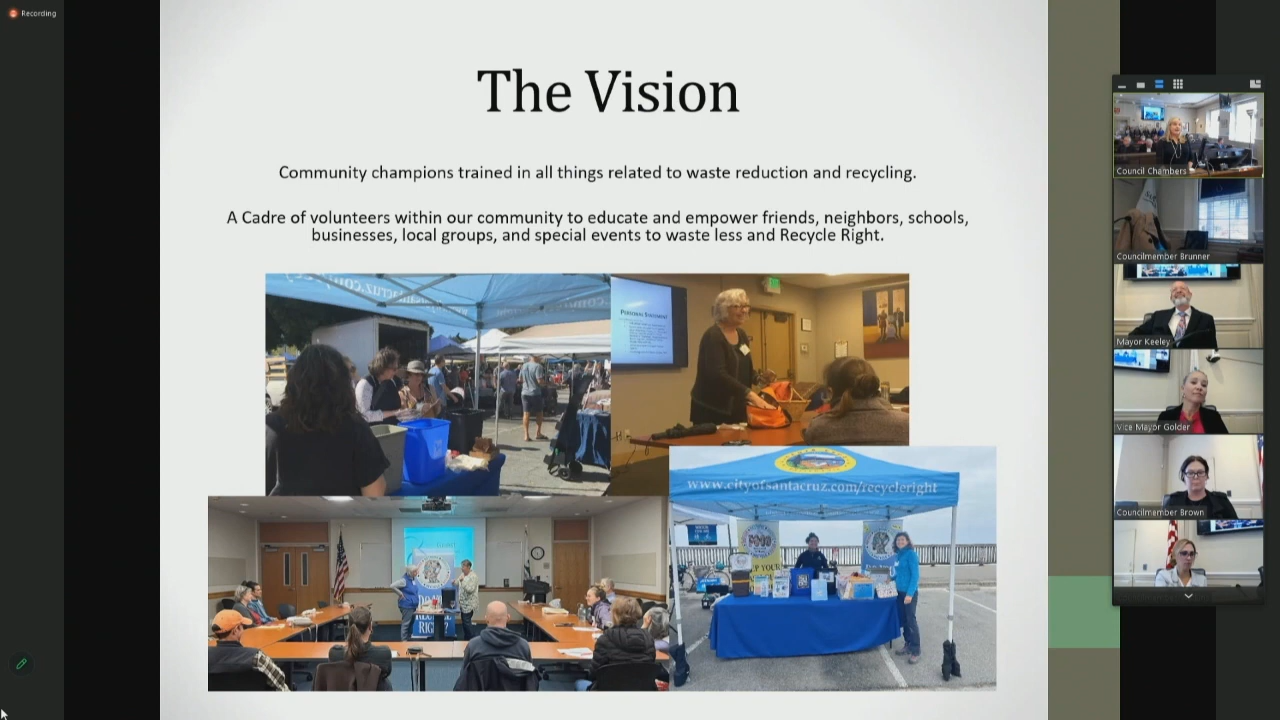 Recording
The Vision
Community champions trained in all things related to waste reduction and recycling.
A Cadre of volunteers within our community to educate and empower friends, neighbors, schools,
businesses, local groups, and special events to waste less and Recycle Right.
PERSONAL STATEMENT
www.cityofsantacruz.com/recycleright
Council Chambers
Councilmember Brunner
Mayor Keeley
Vice Mayor Golder
Councilmember Brown